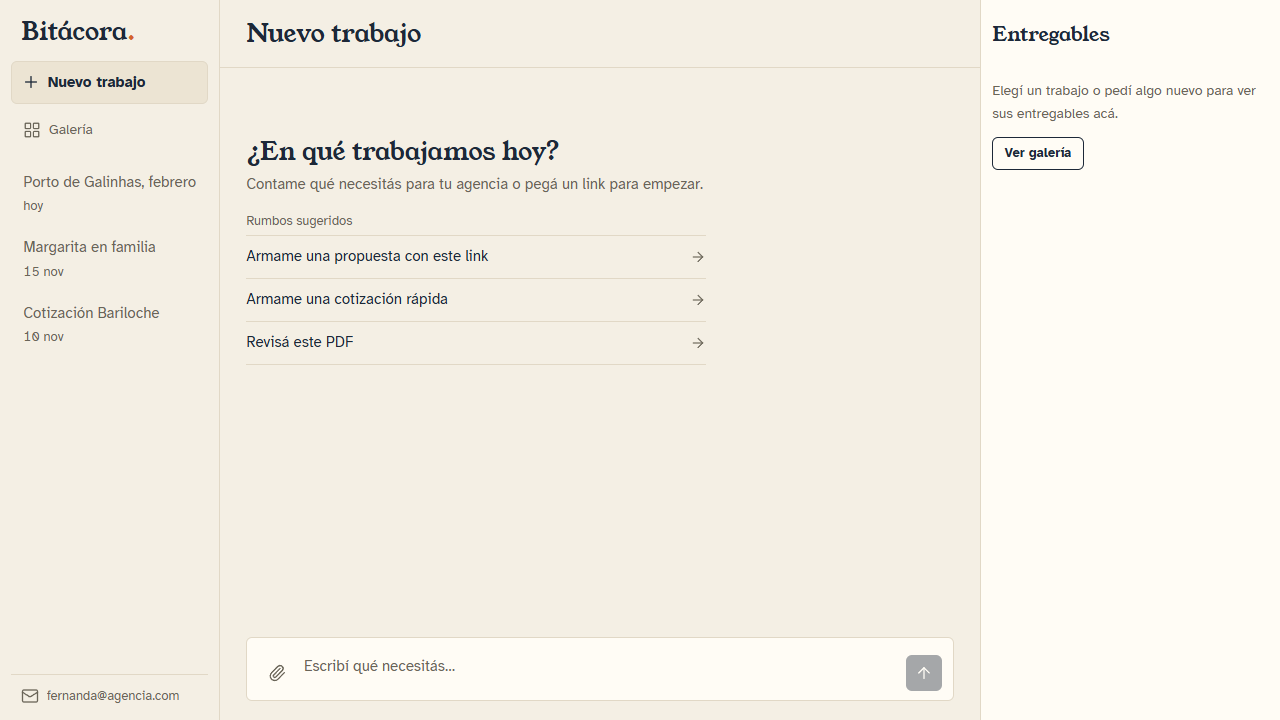 Bitácora.
Nuevo trabajo
Galería
Porto de Galinhas, febrero
hoy
Margarita en familia
15 nov
Cotización Bariloche
10 nov
fernanda@agencia.com
Nuevo trabajo
¿En qué trabajamos hoy?
Contame qué necesitás para tu agencia o pegá un link para empezar.
Rumbos sugeridos
Armame una propuesta con este link
Armame una cotización rápida
Revisá este PDF
Escribí qué necesitás...
Entregables
Elegí un trabajo o pedí algo nuevo para ver
sus entregables acá.
Ver galería